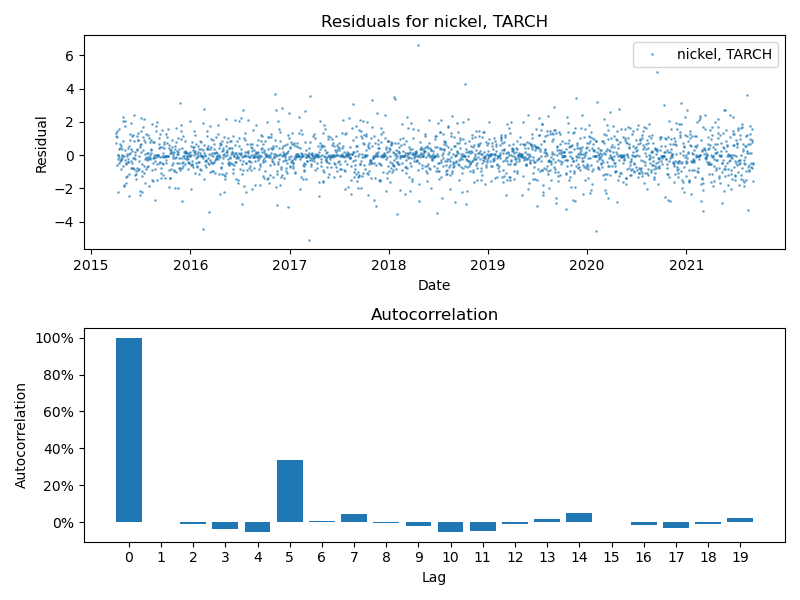 Residuals for nickel, TARCH
nickel, TARCH
6
4
2
0
−2
−4
Residual
2015 2016 2017 2018 2019 2020 2021
Date
Autocorrelation
100%
80%
60%
40%
20%
0%
Autocorrelation
0 1 2 3 4 5 6 7 8 9 10 11 12 13 14 15 16 17 18 19
Lag